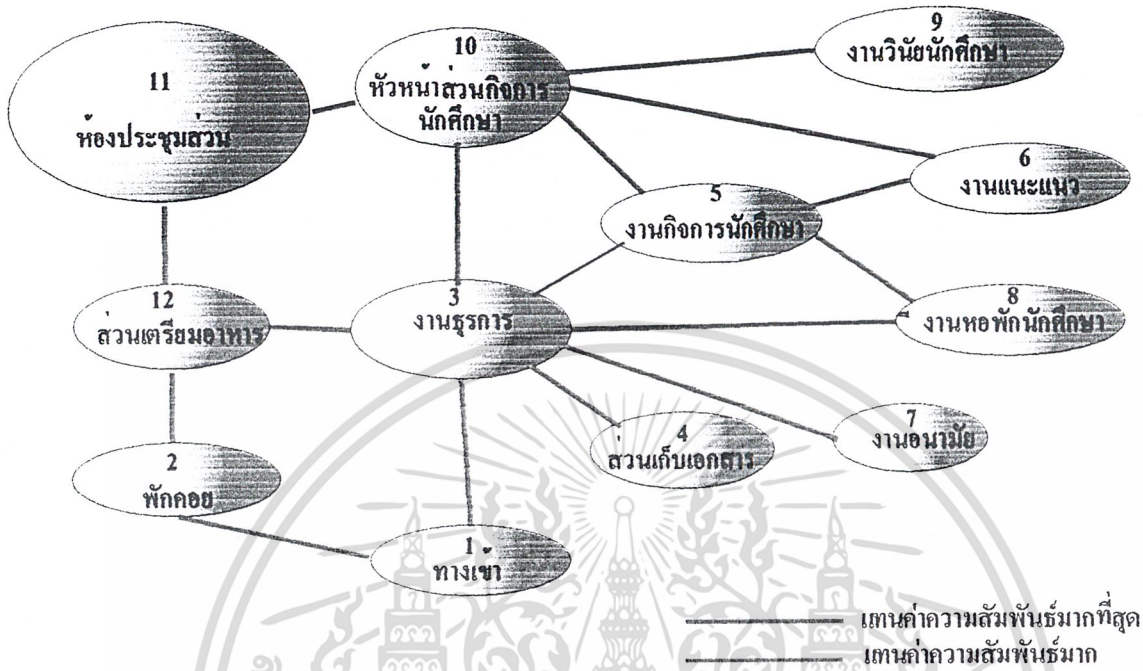 9
งานวินัยนักศึกษา
10
หัวหน้าส่วนกิจการ
นักศึกษา
11
ห้องประชุมส่วน
6
งานแนะแนว
5
งานกิจการนักศึกษา
12
ส่วนเตรียมอาหาร
3
งานธุรการ
8
งานหอพักนักศึกษา
7
งานอนามัย
4
ส่วนเก็บเอกสาร
2
พักคอย
1
ทางเข้า
แทนค่าความสัมพันธ์มากที่สุด
แทนค่าความสัมพันธ์มาก